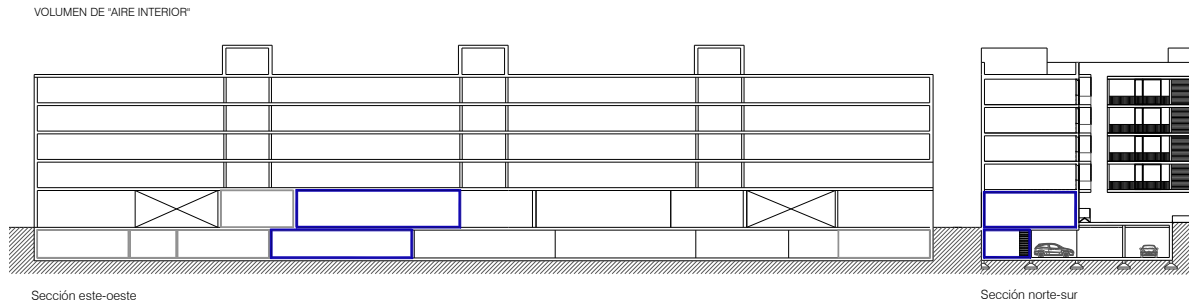 VOLUMEN DE "AIRE INTERIOR"
Sección este-oeste
Sección norte-sur